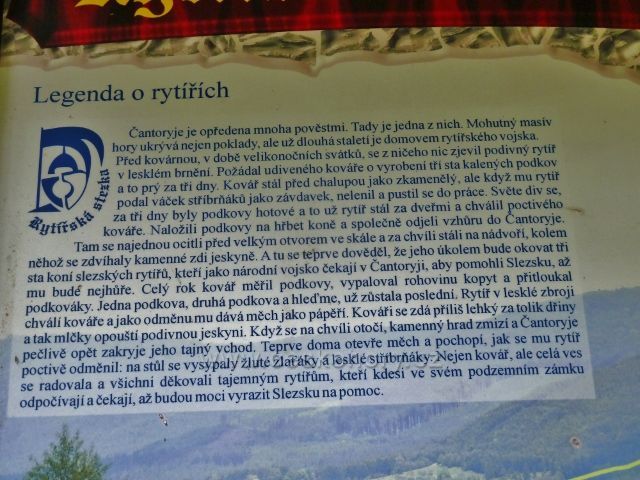 Legenda o rytířích
Čantoryje je opředena mnoha pověstmi. Tady je jedna z nich. Mohutný masiv
hory ukrývá nejen poklady, ale už dlouhá staletí je domovem rytířského vojska.
Před kovárnou, v době velikonočních svátků, se z ničeho nic zjevil podivný rytíř
v lesklém brnění. Požádal udiveného kováře o vyrobení tří sta kalených podkov
a to prý za tři dny. Kovář stál před chalupou jako zkamenělý, ale když mu rytíř
podal váček stříbrňáků jako závdavek, nelenil a pustil se do práce. Světe div se,
za tři dny byly podkovy hotové a to už rytíř stál za dveřmi a chválil poctivého
kováře. Naložili podkovy na hřbet koně a společně odjeli vzhůru do Čantoryje.
Tam se najednou ocitli před velkým otvorem ve skále a za chvíli stáli na nádvoří, kolem
něhož se zdvíhaly kamenné zdi jeskyně. A tu se teprve dověděl, že jeho úkolem bude okovat tři
sta koní slezských rytířů, kteří jako národní vojsko čekají v Čantoryji, aby pomohli Slezsku, až
mu bude nejhůře. Celý rok kovář měřil podkovy, vypaloval rohovinu kopyt a přitloukal
podkováky. Jedna podkova, druhá podkova a hleďme, už zůstala poslední. Rytíř v lesklé zbroji
chválí kováře a jako odměnu mu dává měch jako pápěří. Kováři se zdá příliš lehký za tolik dřiny
a tak mlčky opouští podivnou jeskyni. Když se na chvíli otočí, kamenný hrad zmizí a Čantoryje
pečlivě opět zakryje jeho tajný vchod. Teprve doma otevře měch a pochopí, jak se mu rytíř
poctivě odměnil: na stůl se vysypaly žluté zlaťáky a lesklé stříbrňáky. Nejen kovář, ale celá ves
se radovala a všichni děkovali tajemným rytířům, kteří kdesi ve svém podzemním zámku
odpočívají a čekají, až budou moci vyrazit Slezsku na pomoc.
Rytířská stezka